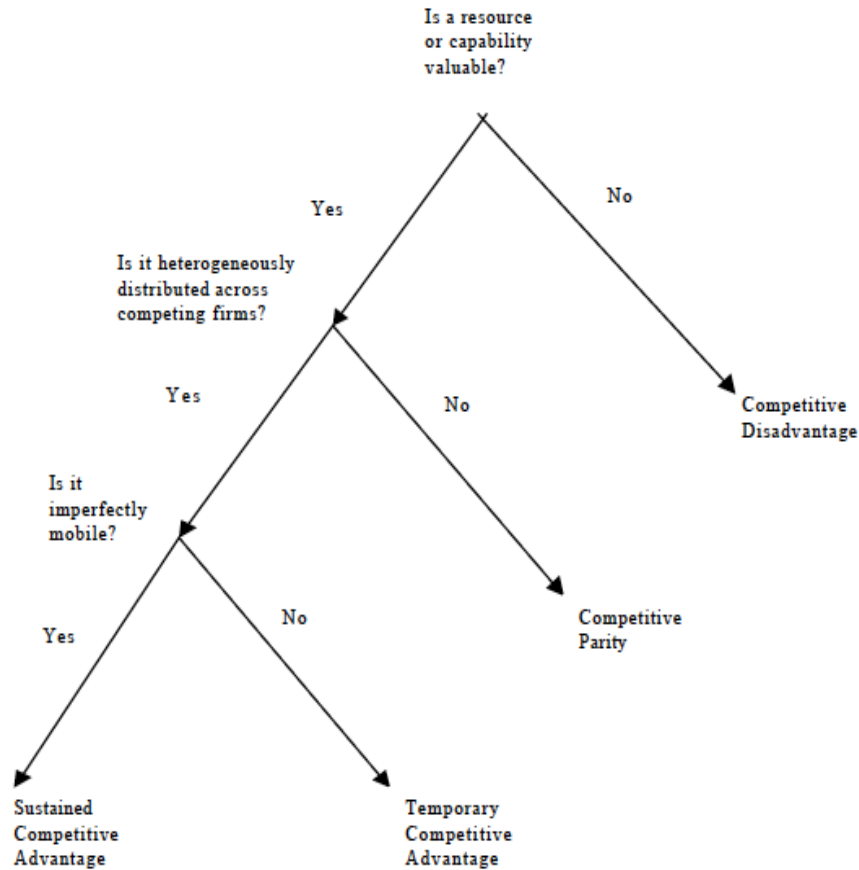 Is a resource
or capability
valuable?
Yes
No
Is it heterogeneously
distributed across
competing firms?
Yes
No
Competitive
Disadvantage
Is it
imperfectly
mobile?
Yes
No
Competitive
Parity
Sustained
Competitive
Advantage
Temporary
Competitive
Advantage